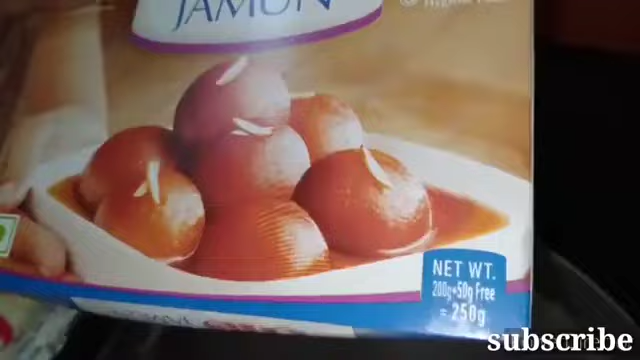 JAMUN
NET WT.
200g+50g Free
= 250g
subscribe